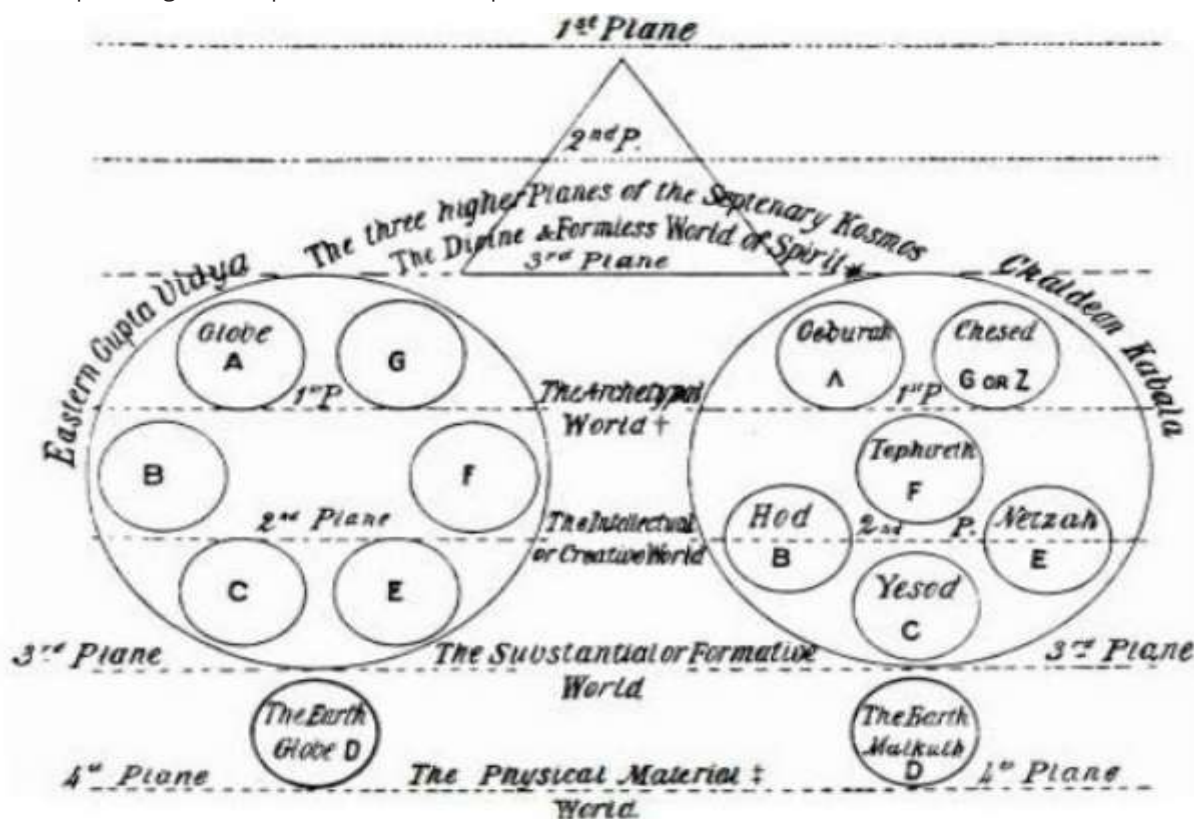 1st Plane
2nd P.
The three higher Planes of the Septenary Kosmos
The Divine & Formless World of Spirit *
3rd Plane
Eastern Gupta Vidya
Chaldean Kabala
Globe
A
G
1st P
B
F
2nd Plane
C
E
3rd Plane
The Earth
Globe D
4th Plane
The Archetypal
World †
The Intellectual
or Creative World
The Substantial or Formative
World
The Physical Material ‡
World
Geburah
A
Chesed
G OR Z
1st P
Tephireth
F
Hod
B
2nd P.
Netzah
E
Yesod
C
3rd Plane
The Earth
Malkuth
D
4th Plane